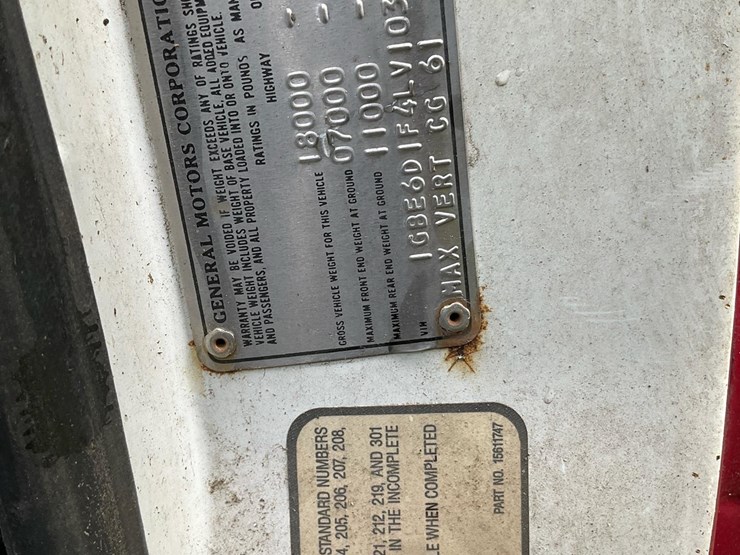 GENERAL MOTORS CORPORATIO
WARRANTY MAY BE VOIDED IF WEIGHT EXCEEDS ANY OF RATINGS SH
VEHICLE WEIGHT INCLUDES WEIGHT OF BASE VEHICLE, ALL ADDED EQUIPM
AND PASSENGERS, AND ALL PROPERTY LOADED INTO OR ONTO VEHICLE.
RATINGS IN POUNDS AS MAN
HIGHWAY O
GROSS VEHICLE WEIGHT FOR THIS VEHICLE 18000 -
MAXIMUM FRONT END WEIGHT AT GROUND 07000 -
MAXIMUM REAR END WEIGHT AT GROUND 11000 -
VIN 1GBE6D1F4LV103
MAX VERT CG 61
STANDARD NUMBERS
4, 205, 206, 207, 208,
21, 212, 219, AND 301
IN THE INCOMPLETE
LE WHEN COMPLETED
PART NO. 15611747